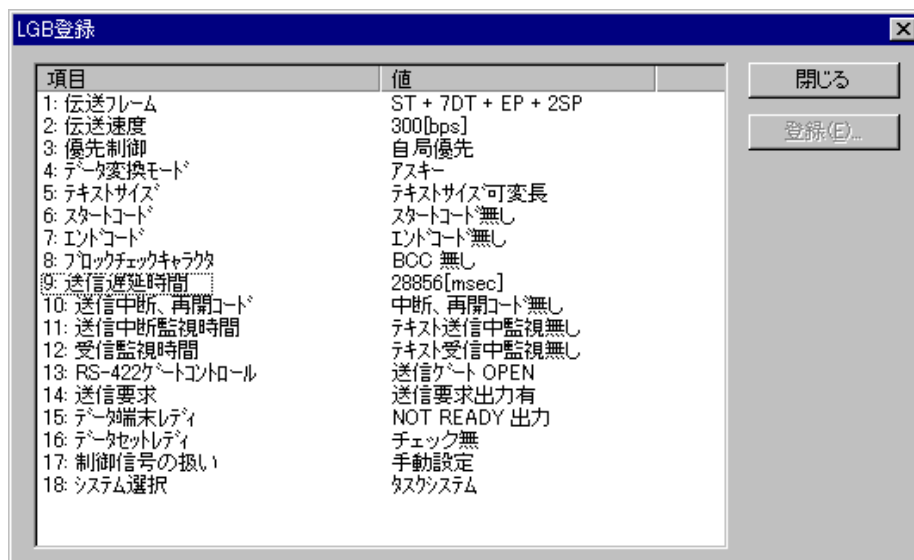 LGB登録
項目 値
閉じる
登録(E)...
1: 伝送フレーム ST + 7DT + EP + 2SP
2: 伝送速度 300[bps]
3: 優先制御 自局優先
4: データ変換モード アスキー
5: テキストサイズ テキストサイズ可変長
6: スタートコード スタートコード無し
7: エンドコード エンドコード無し
8: ブロックチェックキャラクタ BCC 無し
9: 送信遅延時間 28856[msec]
10: 送信中断、再開コード 中断、再開コード無し
11: 送信中断監視時間 テキスト送信中監視無し
12: 受信監視時間 テキスト受信中監視無し
13: RS-422ゲートコントロール 送信ゲート OPEN
14: 送信要求 送信要求出力有
15: データ端末レディ NOT READY 出力
16: データセットレディ チェック無
17: 制御信号の扱い 手動設定
18: システム選択 タスクシステム